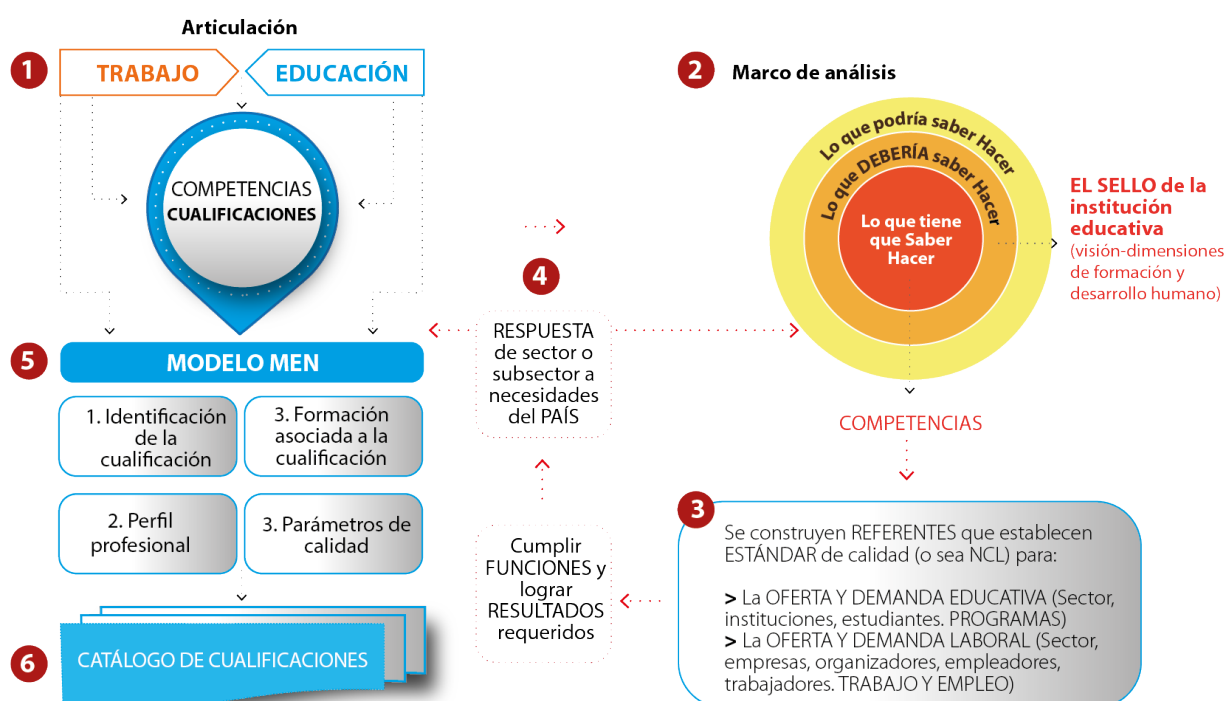 Articulación
1
TRABAJO
EDUCACIÓN
COMPETENCIAS
CUALIFICACIONES
2
Marco de análisis
Lo que podría saber Hacer
Lo que DEBERÍA saber Hacer
Lo que tiene
que Saber
Hacer
EL SELLO de la
institución
educativa
(visión-dimensiones
de formación y
desarrollo humano)
COMPETENCIAS
3
Se construyen REFERENTES que establecen
ESTÁNDAR de calidad (o sea NCL) para:
> La OFERTA Y DEMANDA EDUCATIVA (Sector,
instituciones, estudiantes. PROGRAMAS)
> La OFERTA Y DEMANDA LABORAL (Sector,
empresas, organizadores, empleadores,
trabajadores. TRABAJO Y EMPLEO)
4
RESPUESTA
de sector o
subsector a
necesidades
del PAÍS
Cumplir
FUNCIONES y
lograr
RESULTADOS
requeridos
5
MODELO MEN
1. Identificación
de la
cualificación
3. Formación
asociada a la
cualificación
2. Perfil
profesional
3. Parámetros de
calidad
6
CATÁLOGO DE CUALIFICACIONES